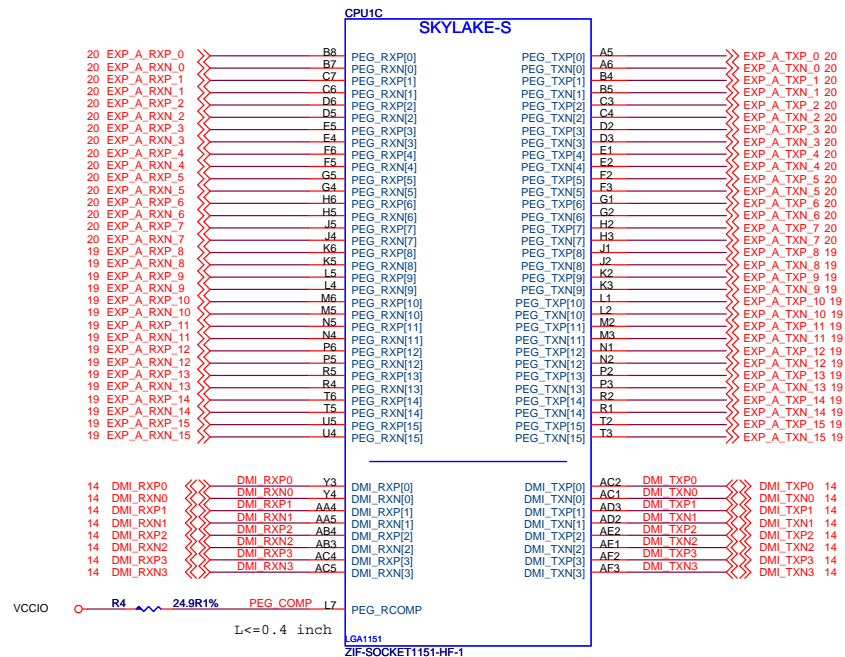 CPU1C
SKYLAKE-S
20 EXP_A_RXP_0 B8 PEG_RXP[0] PEG_TXP[0] A5 EXP_A_TXP_0 20
20 EXP_A_RXN_0 B7 PEG_RXN[0] PEG_TXN[0] A6 EXP_A_TXN_0 20
20 EXP_A_RXP_1 C7 PEG_RXP[1] PEG_TXP[1] B4 EXP_A_TXP_1 20
20 EXP_A_RXN_1 C6 PEG_RXN[1] PEG_TXN[1] B5 EXP_A_TXN_1 20
20 EXP_A_RXP_2 D6 PEG_RXP[2] PEG_TXP[2] C3 EXP_A_TXP_2 20
20 EXP_A_RXN_2 D5 PEG_RXN[2] PEG_TXN[2] C4 EXP_A_TXN_2 20
20 EXP_A_RXP_3 E5 PEG_RXP[3] PEG_TXP[3] D2 EXP_A_TXP_3 20
20 EXP_A_RXN_3 E4 PEG_RXN[3] PEG_TXN[3] D3 EXP_A_TXN_3 20
20 EXP_A_RXP_4 F6 PEG_RXP[4] PEG_TXP[4] E1 EXP_A_TXP_4 20
20 EXP_A_RXN_4 F5 PEG_RXN[4] PEG_TXN[4] E2 EXP_A_TXN_4 20
20 EXP_A_RXP_5 G5 PEG_RXP[5] PEG_TXP[5] F2 EXP_A_TXP_5 20
20 EXP_A_RXN_5 G4 PEG_RXN[5] PEG_TXN[5] F3 EXP_A_TXN_5 20
20 EXP_A_RXP_6 H6 PEG_RXP[6] PEG_TXP[6] G1 EXP_A_TXP_6 20
20 EXP_A_RXN_6 H5 PEG_RXN[6] PEG_TXN[6] G2 EXP_A_TXN_6 20
20 EXP_A_RXP_7 J5 PEG_RXP[7] PEG_TXP[7] H2 EXP_A_TXP_7 20
20 EXP_A_RXN_7 J4 PEG_RXN[7] PEG_TXN[7] H3 EXP_A_TXN_7 20
19 EXP_A_RXP_8 K6 PEG_RXP[8] PEG_TXP[8] J1 EXP_A_TXP_8 19
19 EXP_A_RXN_8 K5 PEG_RXN[8] PEG_TXN[8] J2 EXP_A_TXN_8 19
19 EXP_A_RXP_9 L5 PEG_RXP[9] PEG_TXP[9] K2 EXP_A_TXP_9 19
19 EXP_A_RXN_9 L4 PEG_RXN[9] PEG_TXN[9] K3 EXP_A_TXN_9 19
19 EXP_A_RXP_10 M6 PEG_RXP[10] PEG_TXP[10] L1 EXP_A_TXP_10 19
19 EXP_A_RXN_10 M5 PEG_RXN[10] PEG_TXN[10] L2 EXP_A_TXN_10 19
19 EXP_A_RXP_11 N5 PEG_RXP[11] PEG_TXP[11] M2 EXP_A_TXP_11 19
19 EXP_A_RXN_11 N4 PEG_RXN[11] PEG_TXN[11] M3 EXP_A_TXN_11 19
19 EXP_A_RXP_12 P6 PEG_RXP[12] PEG_TXP[12] N1 EXP_A_TXP_12 19
19 EXP_A_RXN_12 P5 PEG_RXN[12] PEG_TXN[12] N2 EXP_A_TXN_12 19
19 EXP_A_RXP_13 R5 PEG_RXP[13] PEG_TXP[13] P2 EXP_A_TXP_13 19
19 EXP_A_RXN_13 R4 PEG_RXN[13] PEG_TXN[13] P3 EXP_A_TXN_13 19
19 EXP_A_RXP_14 T6 PEG_RXP[14] PEG_TXP[14] R2 EXP_A_TXP_14 19
19 EXP_A_RXN_14 T5 PEG_RXN[14] PEG_TXN[14] R1 EXP_A_TXN_14 19
19 EXP_A_RXP_15 U5 PEG_RXP[15] PEG_TXP[15] T2 EXP_A_TXP_15 19
19 EXP_A_RXN_15 U4 PEG_RXN[15] PEG_TXN[15] T3 EXP_A_TXN_15 19
14 DMI_RXP0 DMI_RXP0 Y3 DMI_RXP[0] DMI_TXP[0] AC2 DMI_TXP0 DMI_TXP0 14
14 DMI_RXN0 DMI_RXN0 Y4 DMI_RXN[0] DMI_TXN[0] AC1 DMI_TXN0 DMI_TXN0 14
14 DMI_RXP1 DMI_RXP1 AA4 DMI_RXP[1] DMI_TXP[1] AD3 DMI_TXP1 DMI_TXP1 14
14 DMI_RXN1 DMI_RXN1 AA5 DMI_RXN[1] DMI_TXN[1] AD2 DMI_TXN1 DMI_TXN1 14
14 DMI_RXP2 DMI_RXP2 AB4 DMI_RXP[2] DMI_TXP[2] AE2 DMI_TXP2 DMI_TXP2 14
14 DMI_RXN2 DMI_RXN2 AB3 DMI_RXN[2] DMI_TXN[2] AE1 DMI_TXN2 DMI_TXN2 14
14 DMI_RXP3 DMI_RXP3 AC4 DMI_RXP[3] DMI_TXP[3] AF2 DMI_TXP3 DMI_TXP3 14
14 DMI_RXN3 DMI_RXN3 AC5 DMI_RXN[3] DMI_TXN[3] AF3 DMI_TXN3 DMI_TXN3 14
VCCIO R4 24.9R1% PEG_COMP L7 PEG_RCOMP
L<=0.4 inch
LGA1151
ZIF-SOCKET1151-HF-1